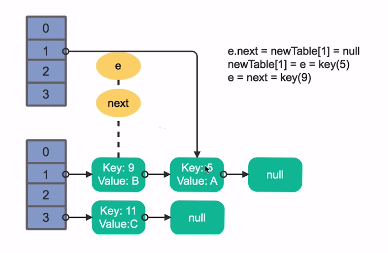 0
1
2
3
e
next
e.next = newTable[1] = null
newTable[1] = e = key(5)
e = next = key(9)
0
1
2
3
Key: 9
Value: B
Key: 5
Value: A
null
Key: 11
Value:C
null